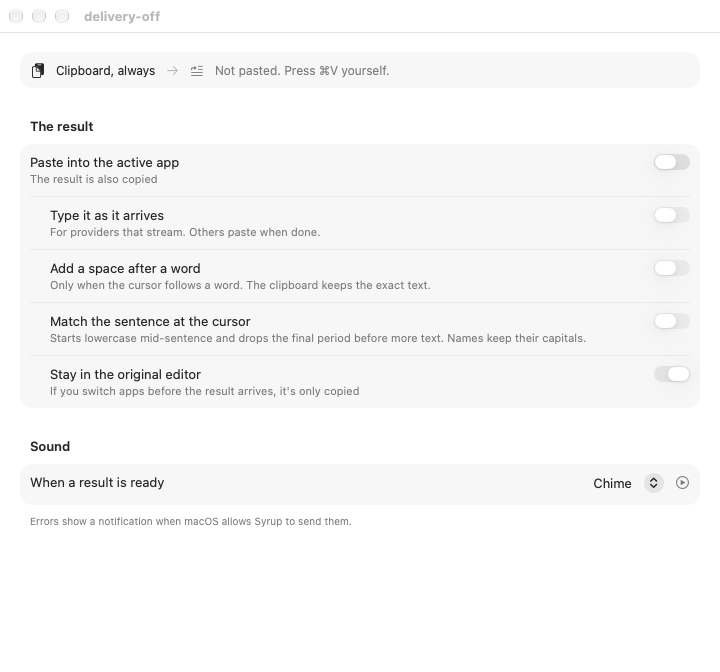 delivery-off
Clipboard, always → Not pasted. Press ⌘V yourself.
The result
Paste into the active app
The result is also copied
Type it as it arrives
For providers that stream. Others paste when done.
Add a space after a word
Only when the cursor follows a word. The clipboard keeps the exact text.
Match the sentence at the cursor
Starts lowercase mid-sentence and drops the final period before more text. Names keep their capitals.
Stay in the original editor
If you switch apps before the result arrives, it's only copied
Sound
When a result is ready Chime
Errors show a notification when macOS allows Syrup to send them.